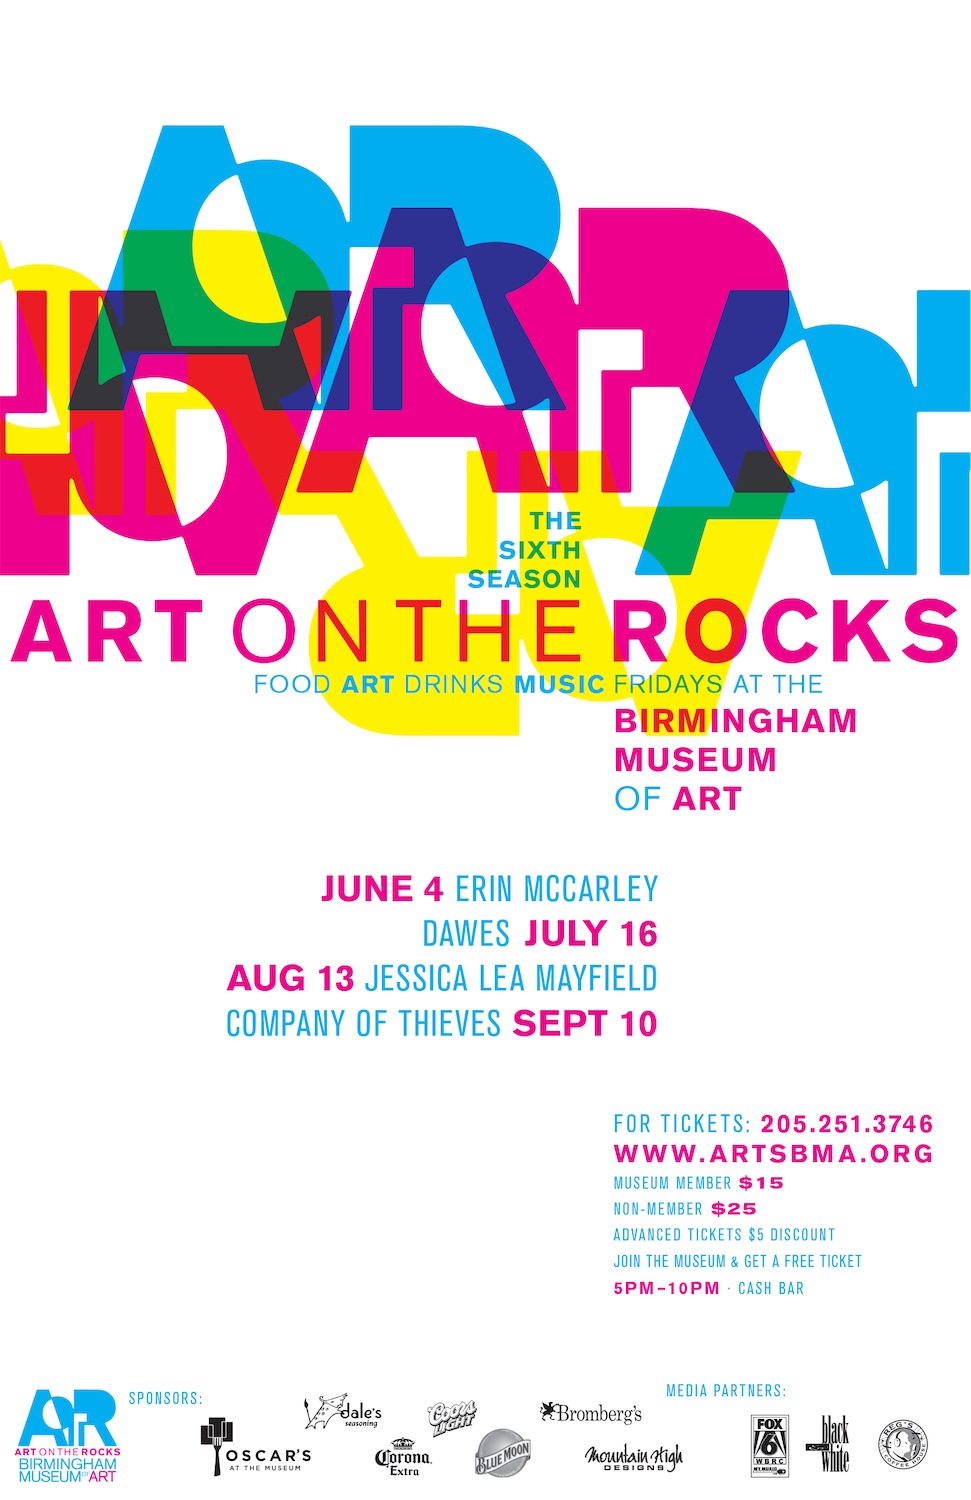 THE
SIXTH
SEASON
ART ON THE ROCKS
FOOD ART DRINKS MUSIC FRIDAYS AT THE
BIRMINGHAM
MUSEUM
OF ART
JUNE 4 ERIN MCCARLEY
DAWES JULY 16
AUG 13 JESSICA LEA MAYFIELD
COMPANY OF THIEVES SEPT 10
FOR TICKETS: 205.251.3746
WWW.ARTSBMA.ORG
MUSEUM MEMBER $15
NON-MEMBER $25
ADVANCED TICKETS $5 DISCOUNT
JOIN THE MUSEUM & GET A FREE TICKET
5PM–10PM · CASH BAR
ART ON THE ROCKS
BIRMINGHAM
MUSEUM OF ART
SPONSORS:
OSCAR'S
AT THE MUSEUM
dale's
seasoning
Corona
Extra
Coors
LIGHT
BLUE MOON
Bromberg's
Mountain High
DESIGNS
MEDIA PARTNERS:
FOX
6
WBRC
black
white
REG'S
COFFEE HOUSE